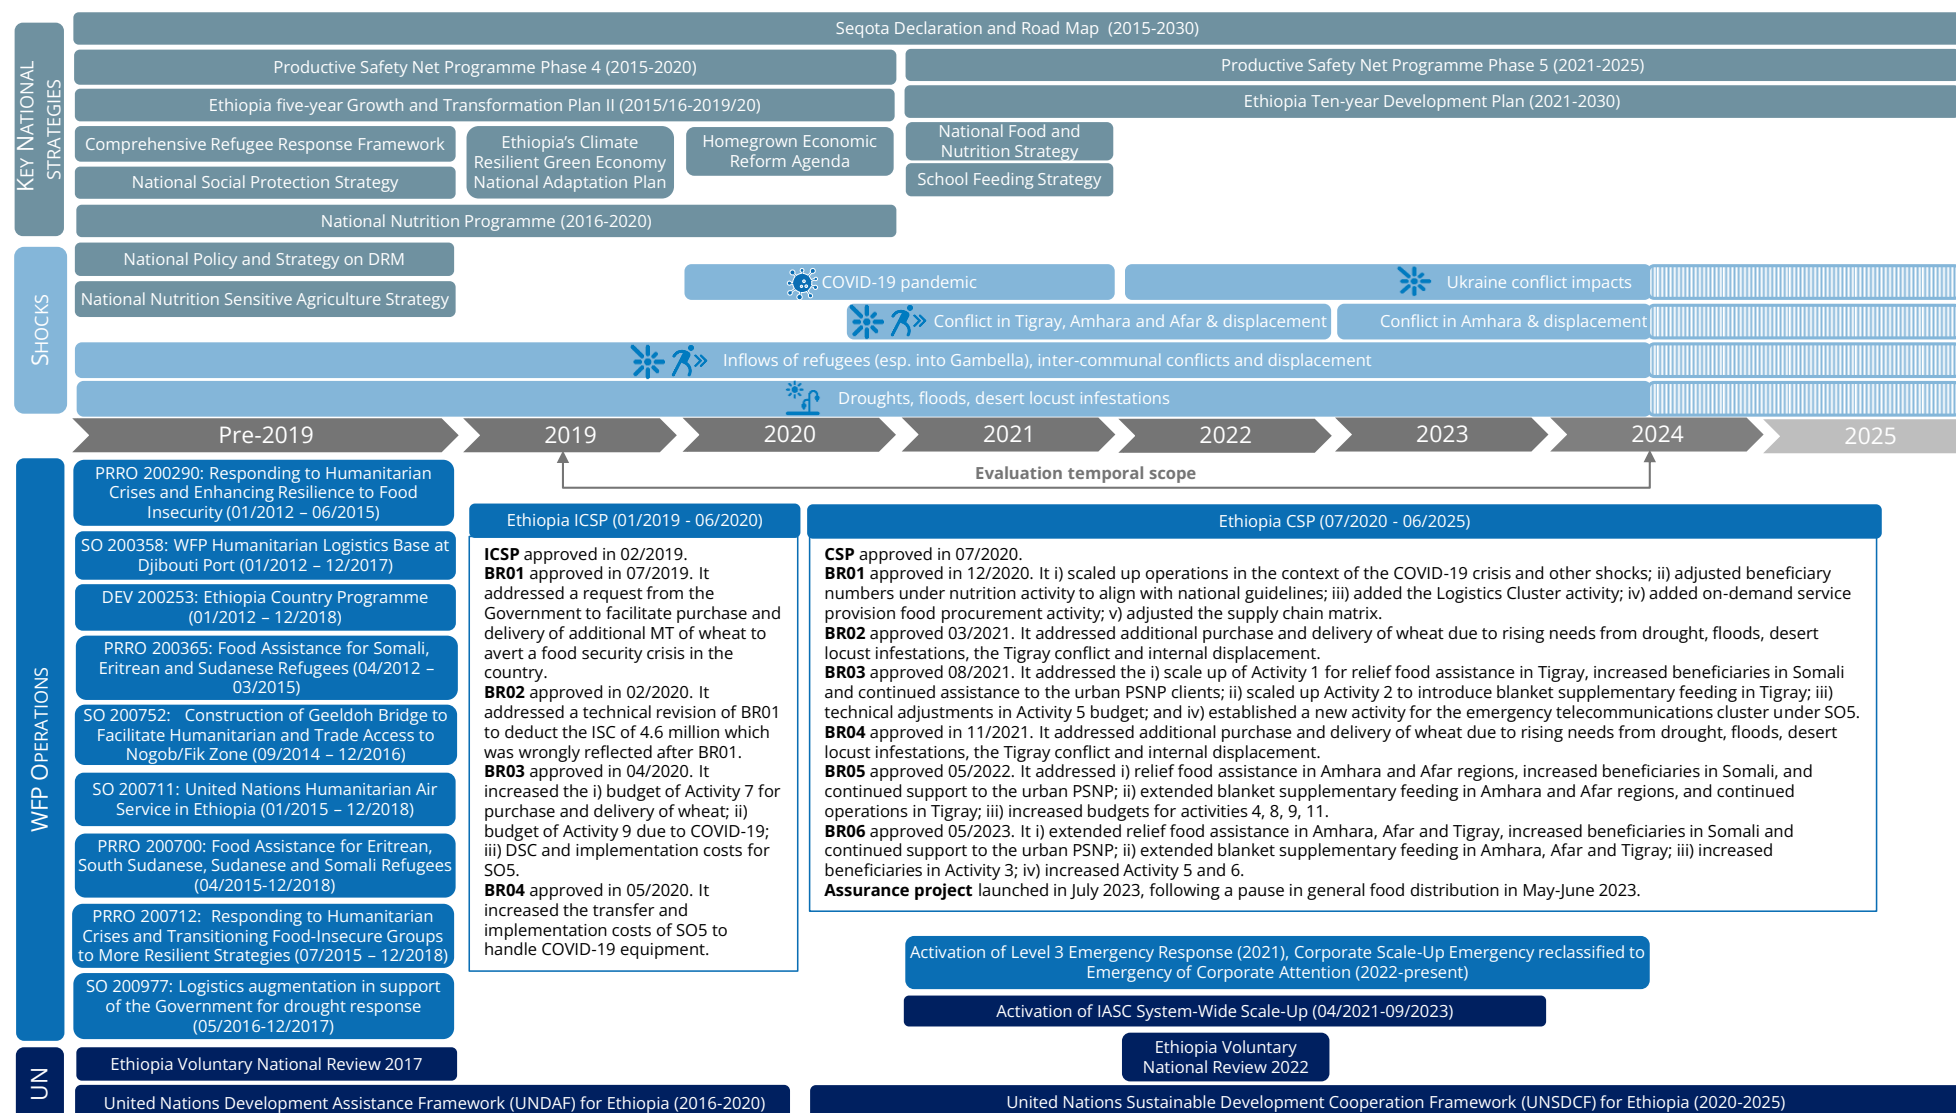 KEY NATIONAL
STRATEGIES
Seqota Declaration and Road Map (2015-2030)
Productive Safety Net Programme Phase 4 (2015-2020)
Productive Safety Net Programme Phase 5 (2021-2025)
Ethiopia five-year Growth and Transformation Plan II (2015/16-2019/20)
Ethiopia Ten-year Development Plan (2021-2030)
Comprehensive Refugee Response Framework
Ethiopia's Climate
Resilient Green Economy
National Adaptation Plan
Homegrown Economic
Reform Agenda
National Food and
Nutrition Strategy
National Social Protection Strategy
School Feeding Strategy
National Nutrition Programme (2016-2020)
National Policy and Strategy on DRM
National Nutrition Sensitive Agriculture Strategy
SHOCKS
COVID-19 pandemic
Ukraine conflict impacts
Conflict in Tigray, Amhara and Afar & displacement
Conflict in Amhara & displacement
Inflows of refugees (esp. into Gambella), inter-communal conflicts and displacement
Droughts, floods, desert locust infestations
Pre-2019
2019
2020
2021
2022
2023
2024
2025
Evaluation temporal scope
WFP OPERATIONS
PRRO 200290: Responding to Humanitarian
Crises and Enhancing Resilience to Food
Insecurity (01/2012 – 06/2015)
SO 200358: WFP Humanitarian Logistics Base at
Djibouti Port (01/2012 – 12/2017)
DEV 200253: Ethiopia Country Programme
(01/2012 – 12/2018)
PRRO 200365: Food Assistance for Somali,
Eritrean and Sudanese Refugees (04/2012 –
03/2015)
SO 200752: Construction of Geeldoh Bridge to
Facilitate Humanitarian and Trade Access to
Nogob/Fik Zone (09/2014 – 12/2016)
SO 200711: United Nations Humanitarian Air
Service in Ethiopia (01/2015 – 12/2018)
PRRO 200700: Food Assistance for Eritrean,
South Sudanese, Sudanese and Somali Refugees
(04/2015-12/2018)
PRRO 200712: Responding to Humanitarian
Crises and Transitioning Food-Insecure Groups
to More Resilient Strategies (07/2015 – 12/2018)
SO 200977: Logistics augmentation in support
of the Government for drought response
(05/2016-12/2017)
Ethiopia ICSP (01/2019 - 06/2020)
ICSP approved in 02/2019.
BR01 approved in 07/2019. It
addressed a request from the
Government to facilitate purchase and
delivery of additional MT of wheat to
avert a food security crisis in the
country.
BR02 approved in 02/2020. It
addressed a technical revision of BR01
to deduct the ISC of 4.6 million which
was wrongly reflected after BR01.
BR03 approved in 04/2020. It
increased the i) budget of Activity 7 for
purchase and delivery of wheat; ii)
budget of Activity 9 due to COVID-19;
iii) DSC and implementation costs for
SO5.
BR04 approved in 05/2020. It
increased the transfer and
implementation costs of SO5 to
handle COVID-19 equipment.
Ethiopia CSP (07/2020 - 06/2025)
CSP approved in 07/2020.
BR01 approved in 12/2020. It i) scaled up operations in the context of the COVID-19 crisis and other shocks; ii) adjusted beneficiary
numbers under nutrition activity to align with national guidelines; iii) added the Logistics Cluster activity; iv) added on-demand service
provision food procurement activity; v) adjusted the supply chain matrix.
BR02 approved 03/2021. It addressed additional purchase and delivery of wheat due to rising needs from drought, floods, desert
locust infestations, the Tigray conflict and internal displacement.
BR03 approved 08/2021. It addressed the i) scale up of Activity 1 for relief food assistance in Tigray, increased beneficiaries in Somali
and continued assistance to the urban PSNP clients; ii) scaled up Activity 2 to introduce blanket supplementary feeding in Tigray; iii)
technical adjustments in Activity 5 budget; and iv) established a new activity for the emergency telecommunications cluster under SO5.
BR04 approved in 11/2021. It addressed additional purchase and delivery of wheat due to rising needs from drought, floods, desert
locust infestations, the Tigray conflict and internal displacement.
BR05 approved 05/2022. It addressed i) relief food assistance in Amhara and Afar regions, increased beneficiaries in Somali, and
continued support to the urban PSNP; ii) extended blanket supplementary feeding in Amhara and Afar regions, and continued
operations in Tigray; iii) increased budgets for activities 4, 8, 9, 11.
BR06 approved 05/2023. It i) extended relief food assistance in Amhara, Afar and Tigray, increased beneficiaries in Somali and
continued support to the urban PSNP; ii) extended blanket supplementary feeding in Amhara, Afar and Tigray; iii) increased
beneficiaries in Activity 3; iv) increased Activity 5 and 6.
Assurance project launched in July 2023, following a pause in general food distribution in May-June 2023.
Activation of Level 3 Emergency Response (2021), Corporate Scale-Up Emergency reclassified to
Emergency of Corporate Attention (2022-present)
Activation of IASC System-Wide Scale-Up (04/2021-09/2023)
UN
Ethiopia Voluntary National Review 2017
Ethiopia Voluntary
National Review 2022
United Nations Development Assistance Framework (UNDAF) for Ethiopia (2016-2020)
United Nations Sustainable Development Cooperation Framework (UNSDCF) for Ethiopia (2020-2025)